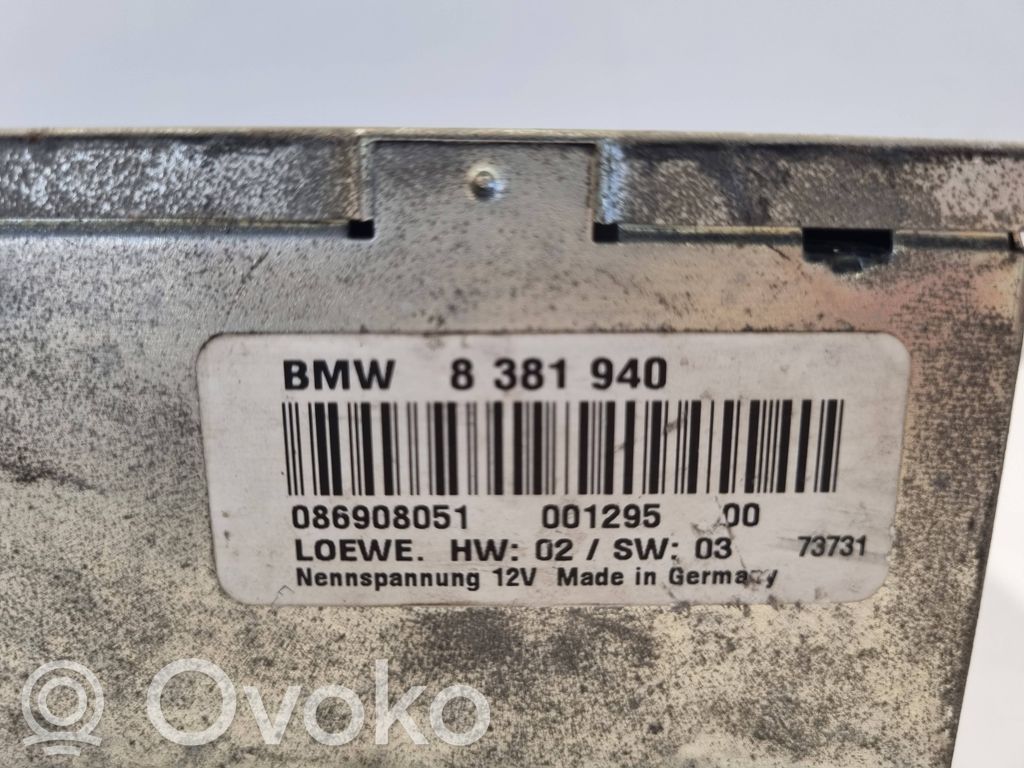 BMW 8 381 940
086908051 001295 00
LOEWE. HW: 02 / SW: 03 73731
Nennspannung 12V Made in Germany
Ovoko